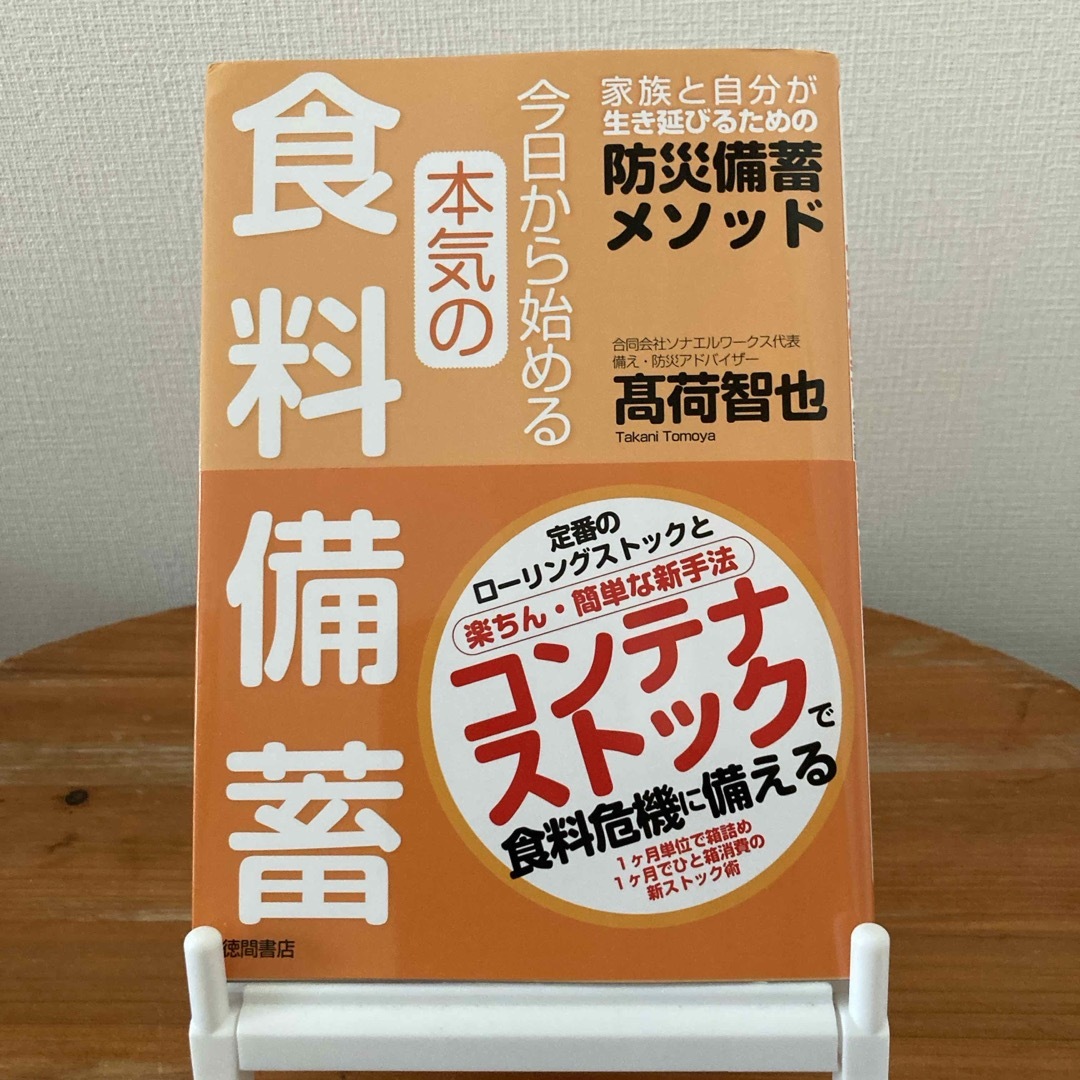 家族と自分が
生き延びるための
防災備蓄
メソッド
今日から始める
本気の
食料備蓄
合同会社ソナエルワークス代表
備え・防災アドバイザー
髙荷智也
Takani Tomoya
定番の
ローリングストックと
楽ちん・簡単な新手法
コンテナ
ストックで
食料危機に備える
1ヶ月単位で箱詰め
1ヶ月でひと箱消費の
新ストック術
徳間書店